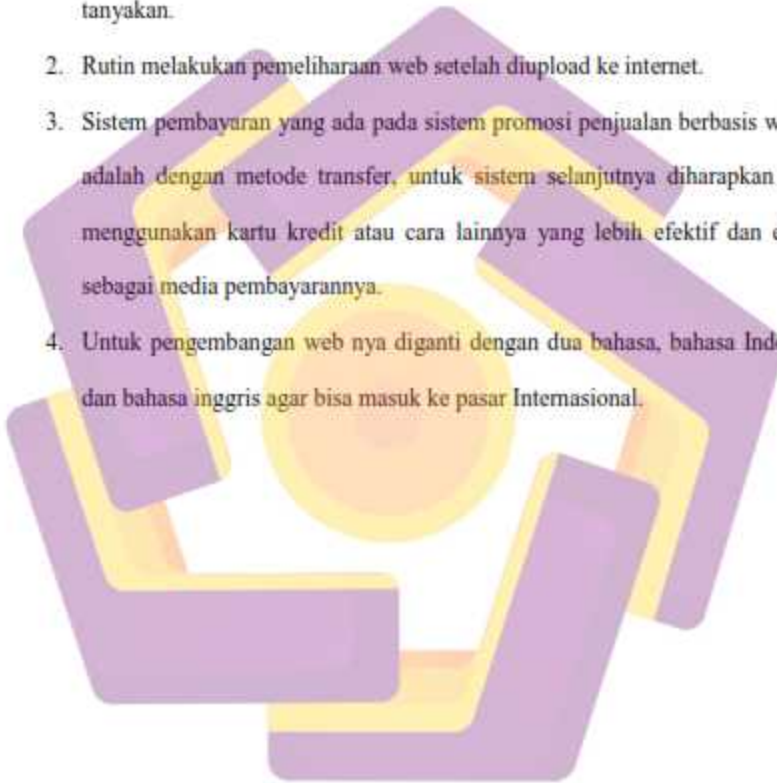 tanyakan.
2. Rutin melakukan pemeliharaan web setelah diupload ke internet.
3. Sistem pembayaran yang ada pada sistem promosi penjualan berbasis
adalah dengan metode transfer, untuk sistem selanjutnya diharapkan
menggunakan kartu kredit atau cara lainnya yang lebih efektif dan
sebagai media pembayarannya.
4. Untuk pengembangan web nya diganti dengan dua bahasa, bahasa
dan bahasa inggris agar bisa masuk ke pasar Internasional.